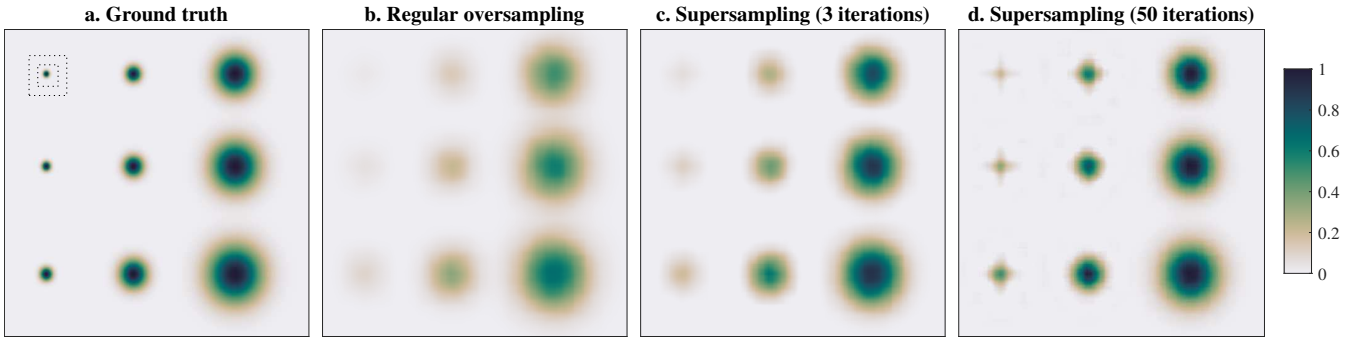 a. Ground truth
b. Regular oversampling
c. Supersampling (3 iterations)
d. Supersampling (50 iterations)
1
0.8
0.6
0.4
0.2
0